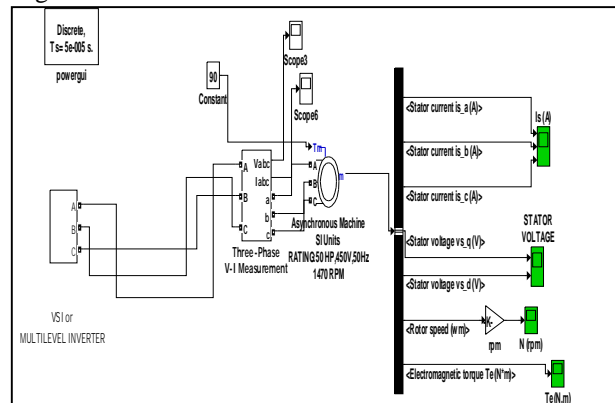 Discrete,
Ts = 5e-005 s.
powergui
Scope3
90
Constant
Scope6
Tm
Vabc
Iabc
A
B
C
a
b
c
A
B
C
m
A
B
C
Three-Phase
V-I Measurement
Asynchronous Machine
SI Units
RATING50 HP,450V,50Hz
1470 RPM
VSI or
MULTILEVEL INVERTER
<Stator current is_a (A)>
Is (A)
<Stator current is_b (A)>
<Stator current is_c (A)>
STATOR
VOLTAGE
<Stator voltage vs_q (V)>
<Stator voltage vs_d (V)>
<Rotor speed (wm)>
-K-
rpm
N (rpm)
<Electromagnetic torque Te (N*m)>
Te(N.m)